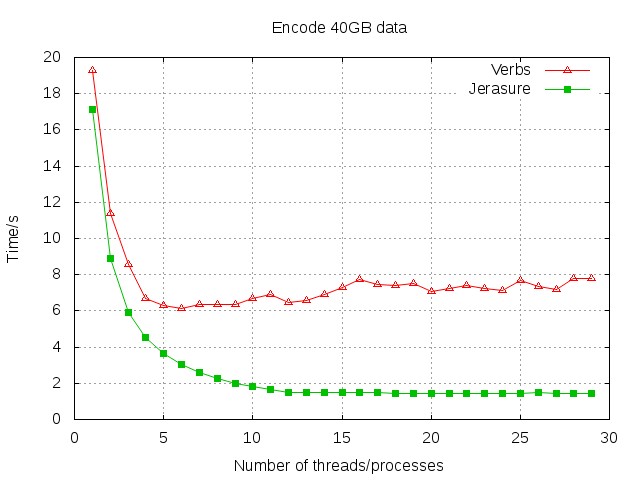 Encode 40GB data
Verbs
Jerasure
Time/s
20
18
16
14
12
10
8
6
4
2
0
0 5 10 15 20 25 30
Number of threads/processes